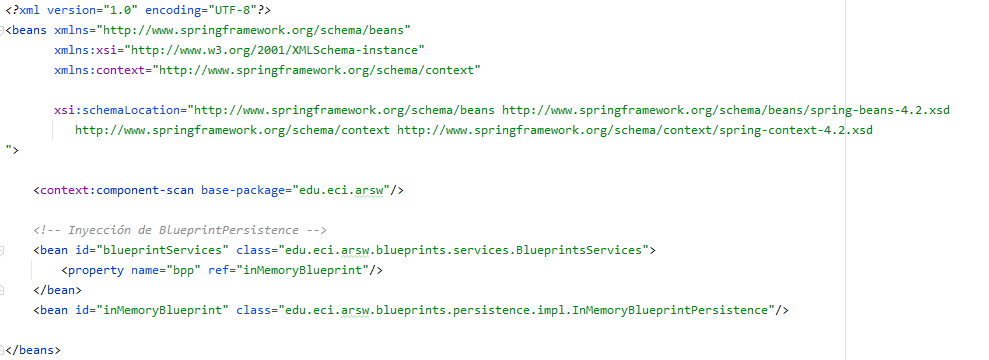 <?xml version="1.0" encoding="UTF-8"?>
<beans xmlns="http://www.springframework.org/schema/beans"
xmlns:xsi="http://www.w3.org/2001/XMLSchema-instance"
xmlns:context="http://www.springframework.org/schema/context"
xsi:schemaLocation="http://www.springframework.org/schema/beans http://www.springframework.org/schema/beans/spring-beans-4.2.xsd
http://www.springframework.org/schema/context http://www.springframework.org/schema/context/spring-context-4.2.xsd
">
<context:component-scan base-package="edu.eci.arsw"/>
<!-- Inyección de BlueprintPersistence -->
<bean id="blueprintServices" class="edu.eci.arsw.blueprints.services.BlueprintsServices">
<property name="bpp" ref="inMemoryBlueprint"/>
</bean>
<bean id="inMemoryBlueprint" class="edu.eci.arsw.blueprints.persistence.impl.InMemoryBlueprintPersistence"/>
</beans>